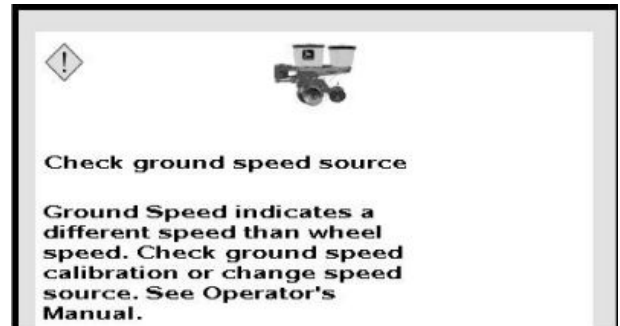 Check ground speed source
Ground Speed indicates a
different speed than wheel
speed. Check ground speed
calibration or change speed
source. See Operator's
Manual.